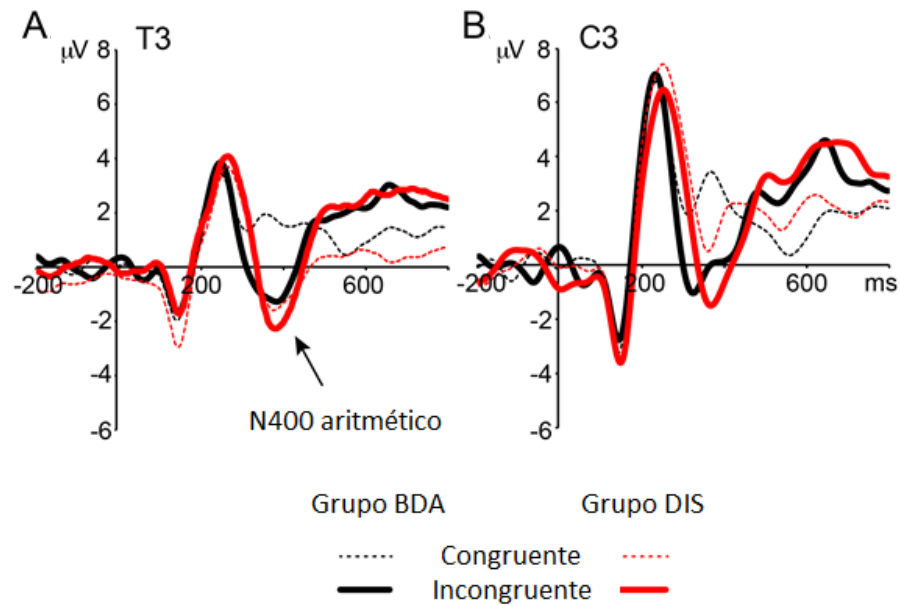 A
μV
T3
8
6
4
2
-200
200
600
-2
-4
-6
N400 aritmético
B
μV
C3
8
6
4
2
-200
200
600
ms
-2
-4
-6
Grupo BDA Grupo DIS
Congruente
Incongruente